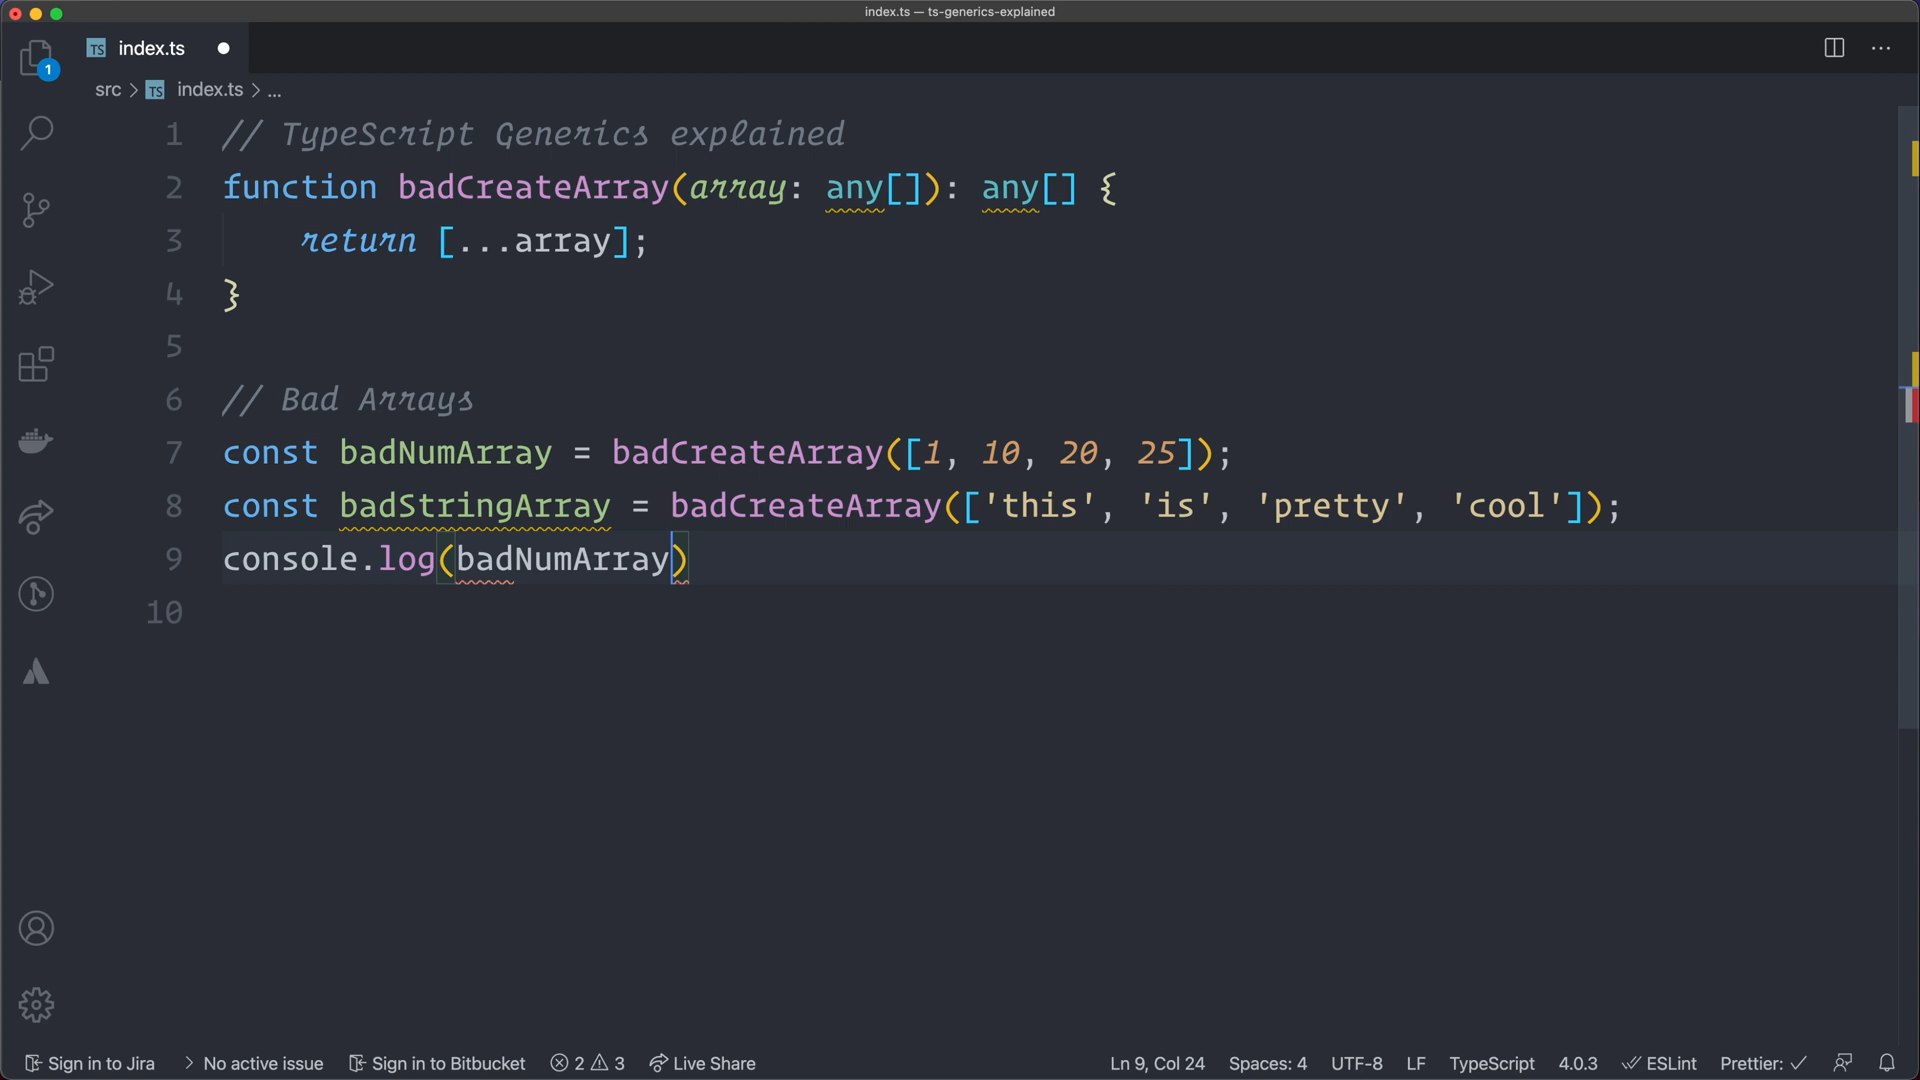 index.ts — ts-generics-explained
TS index.ts
1
src > TS index.ts > ...
1 // TypeScript Generics explained
2 function badCreateArray(array: any[]): any[] {
3 return [...array];
4 }
5
6 // Bad Arrays
7 const badNumArray = badCreateArray([1, 10, 20, 25]);
8 const badStringArray = badCreateArray(['this', 'is', 'pretty', 'cool']);
9 console.log(badNumArray)
10
Sign in to Jira > No active issue Sign in to Bitbucket 2 3 Live Share Ln 9, Col 24 Spaces: 4 UTF-8 LF TypeScript 4.0.3 ESLint Prettier: ✓